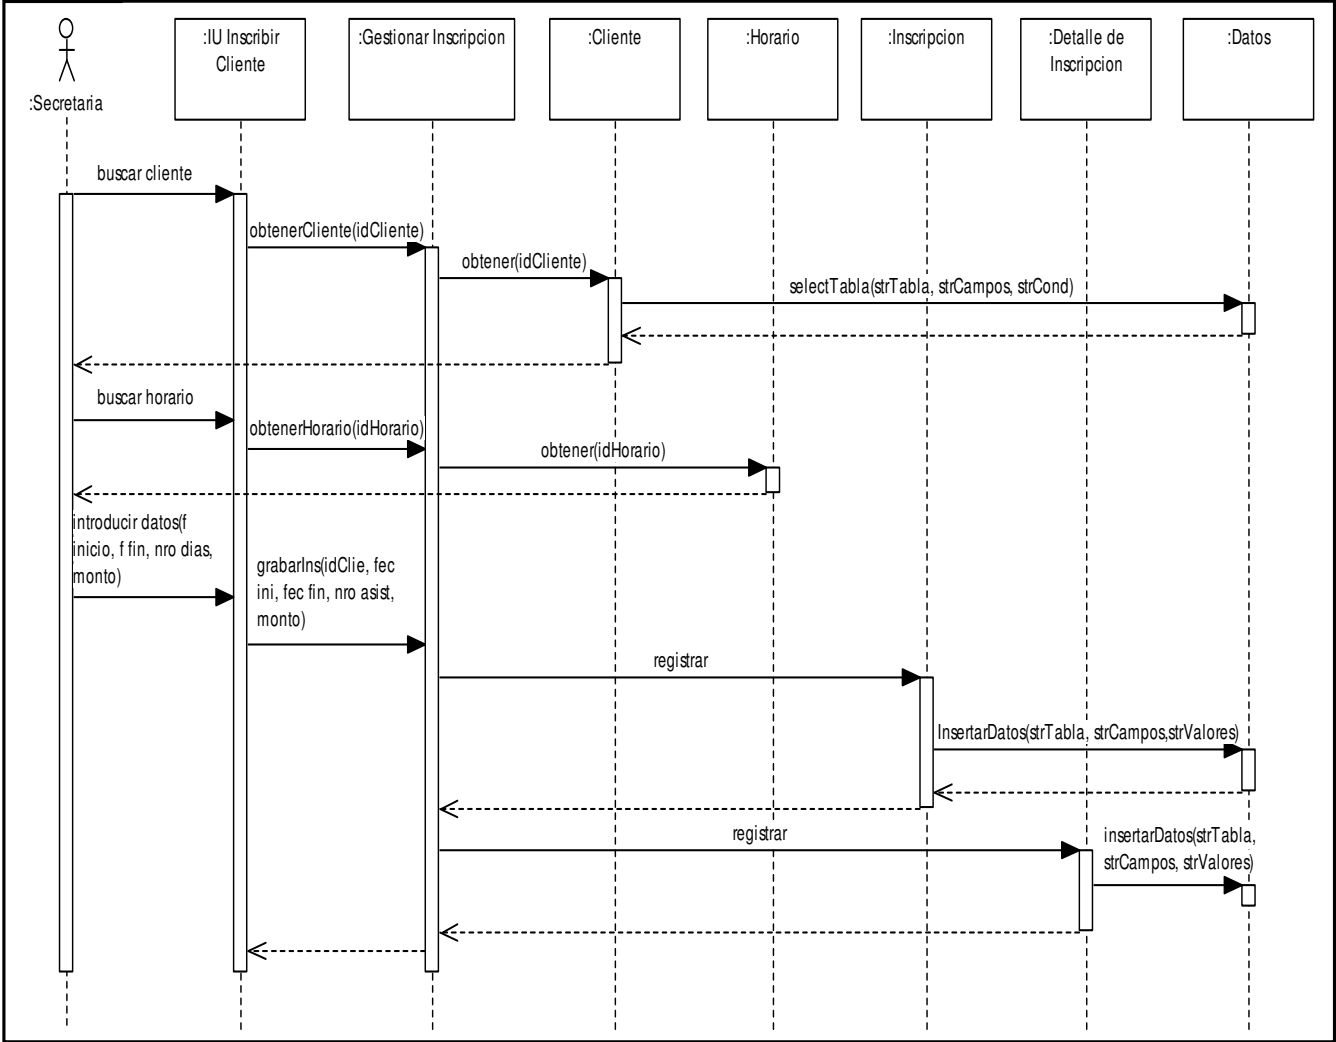 :Secretaria
:IU Inscribir
Cliente
:Gestionar Inscripcion
:Cliente
:Horario
:Inscripcion
:Detalle de
Inscripcion
:Datos
buscar cliente
obtenerCliente(idCliente)
obtener(idCliente)
selectTabla(strTabla, strCampos, strCond)
buscar horario
obtenerHorario(idHorario)
obtener(idHorario)
introducir datos(f
inicio, f fin, nro dias,
monto)
grabarIns(idClie, fec
ini, fec fin, nro asist,
monto)
registrar
InsertarDatos(strTabla, strCampos,strValores)
registrar
insertarDatos(strTabla,
strCampos, strValores)